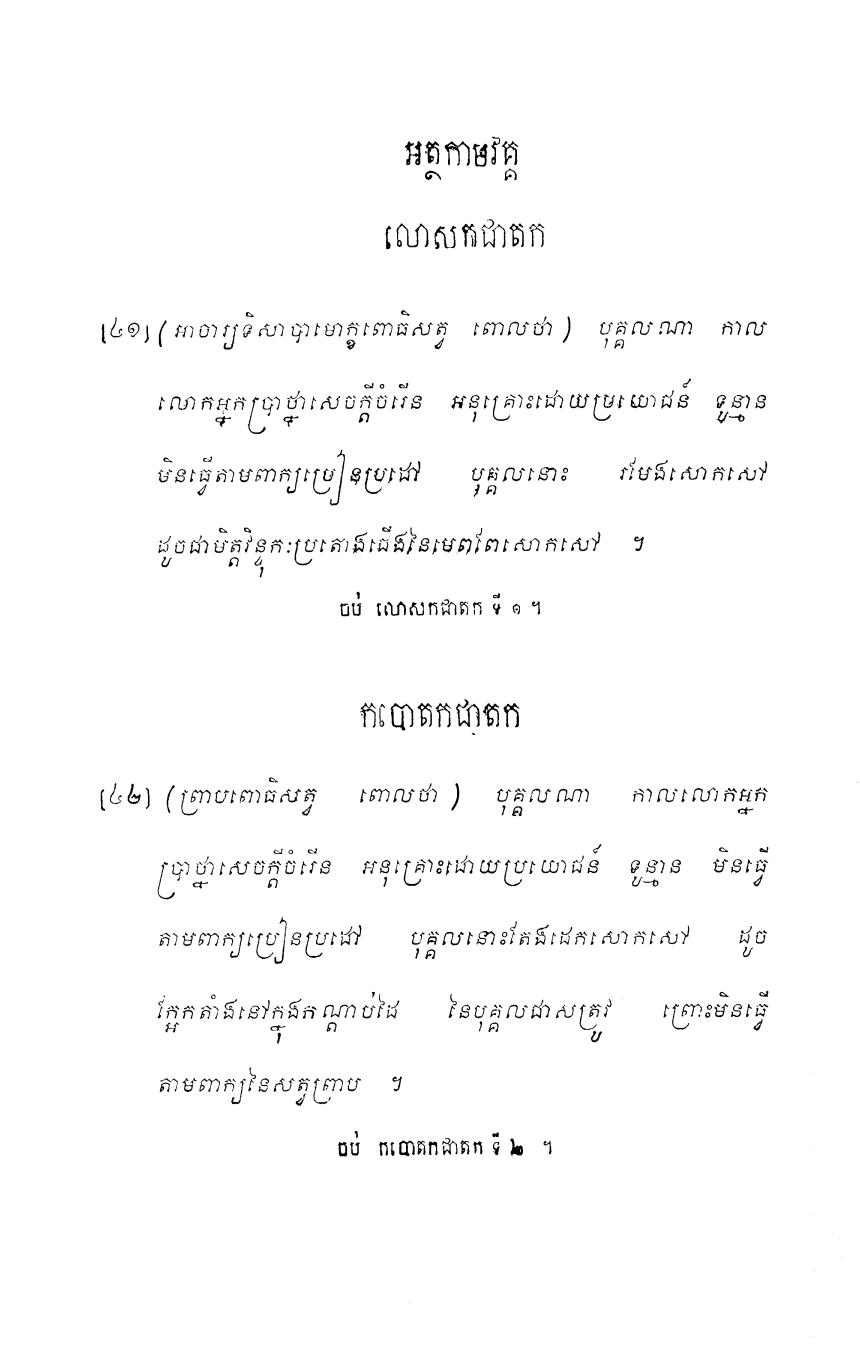 អត្ថកាមវគ្គ
លោសកជាតក
[៤១] (អាចារ្យទិសាបាមោក្ខពោធិសត្វ ពោលថា) បុគ្គលណា កាល
លោកអ្នកប្រាថ្នាសេចក្តីចំរើន អនុគ្រោះដោយប្រយោជន៍ ទូន្មាន
មិនធ្វើតាមពាក្យប្រៀនប្រដៅ បុគ្គលនោះ រមែងសោកសៅ
ដូចជាមិត្តវិន្ទុកៈប្រតោងជើងនៃមេពពែសោកសៅ ។
ចប់ លោសកជាតក ទី ១ ។
កបោតកជាតក
[៤២] (ព្រាបពោធិសត្វ ពោលថា) បុគ្គលណា កាលលោកអ្នក
ប្រាថ្នាសេចក្តីចំរើន អនុគ្រោះដោយប្រយោជន៍ ទូន្មាន មិនធ្វើ
តាមពាក្យប្រៀនប្រដៅ បុគ្គលនោះតែងដេកសោកសៅ ដូច
ក្អែកតាំងនៅក្នុងកណ្តាប់ដៃ នៃបុគ្គលជាសត្រូវ ព្រោះមិនធ្វើ
តាមពាក្យនៃសត្វព្រាប ។
ចប់ កបោតកជាតក ទី ២ ។